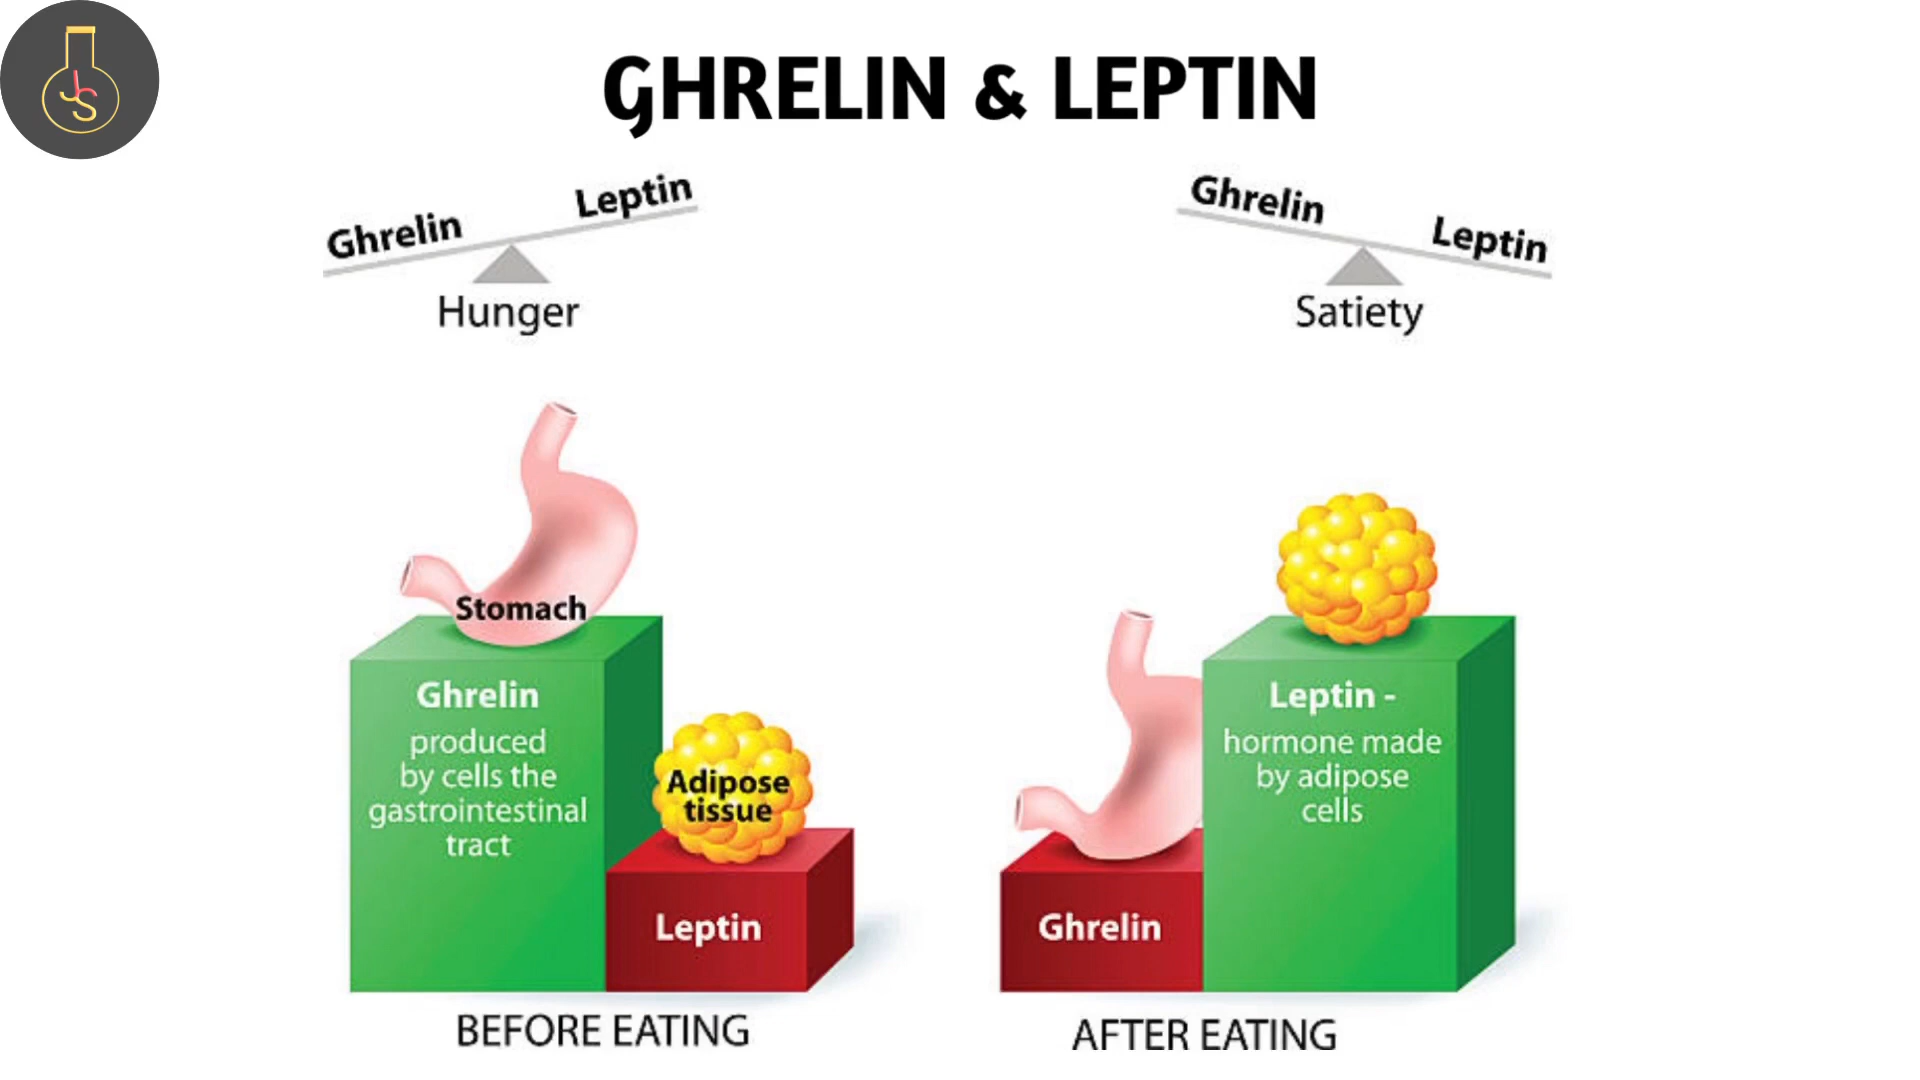 GHRELIN & LEPTIN
Ghrelin
Leptin
Hunger
Ghrelin
Leptin
Satiety
Stomach
Ghrelin
produced
by cells the
gastrointestinal
tract
Adipose
tissue
Leptin
BEFORE EATING
Leptin -
hormone made
by adipose
cells
Ghrelin
AFTER EATING